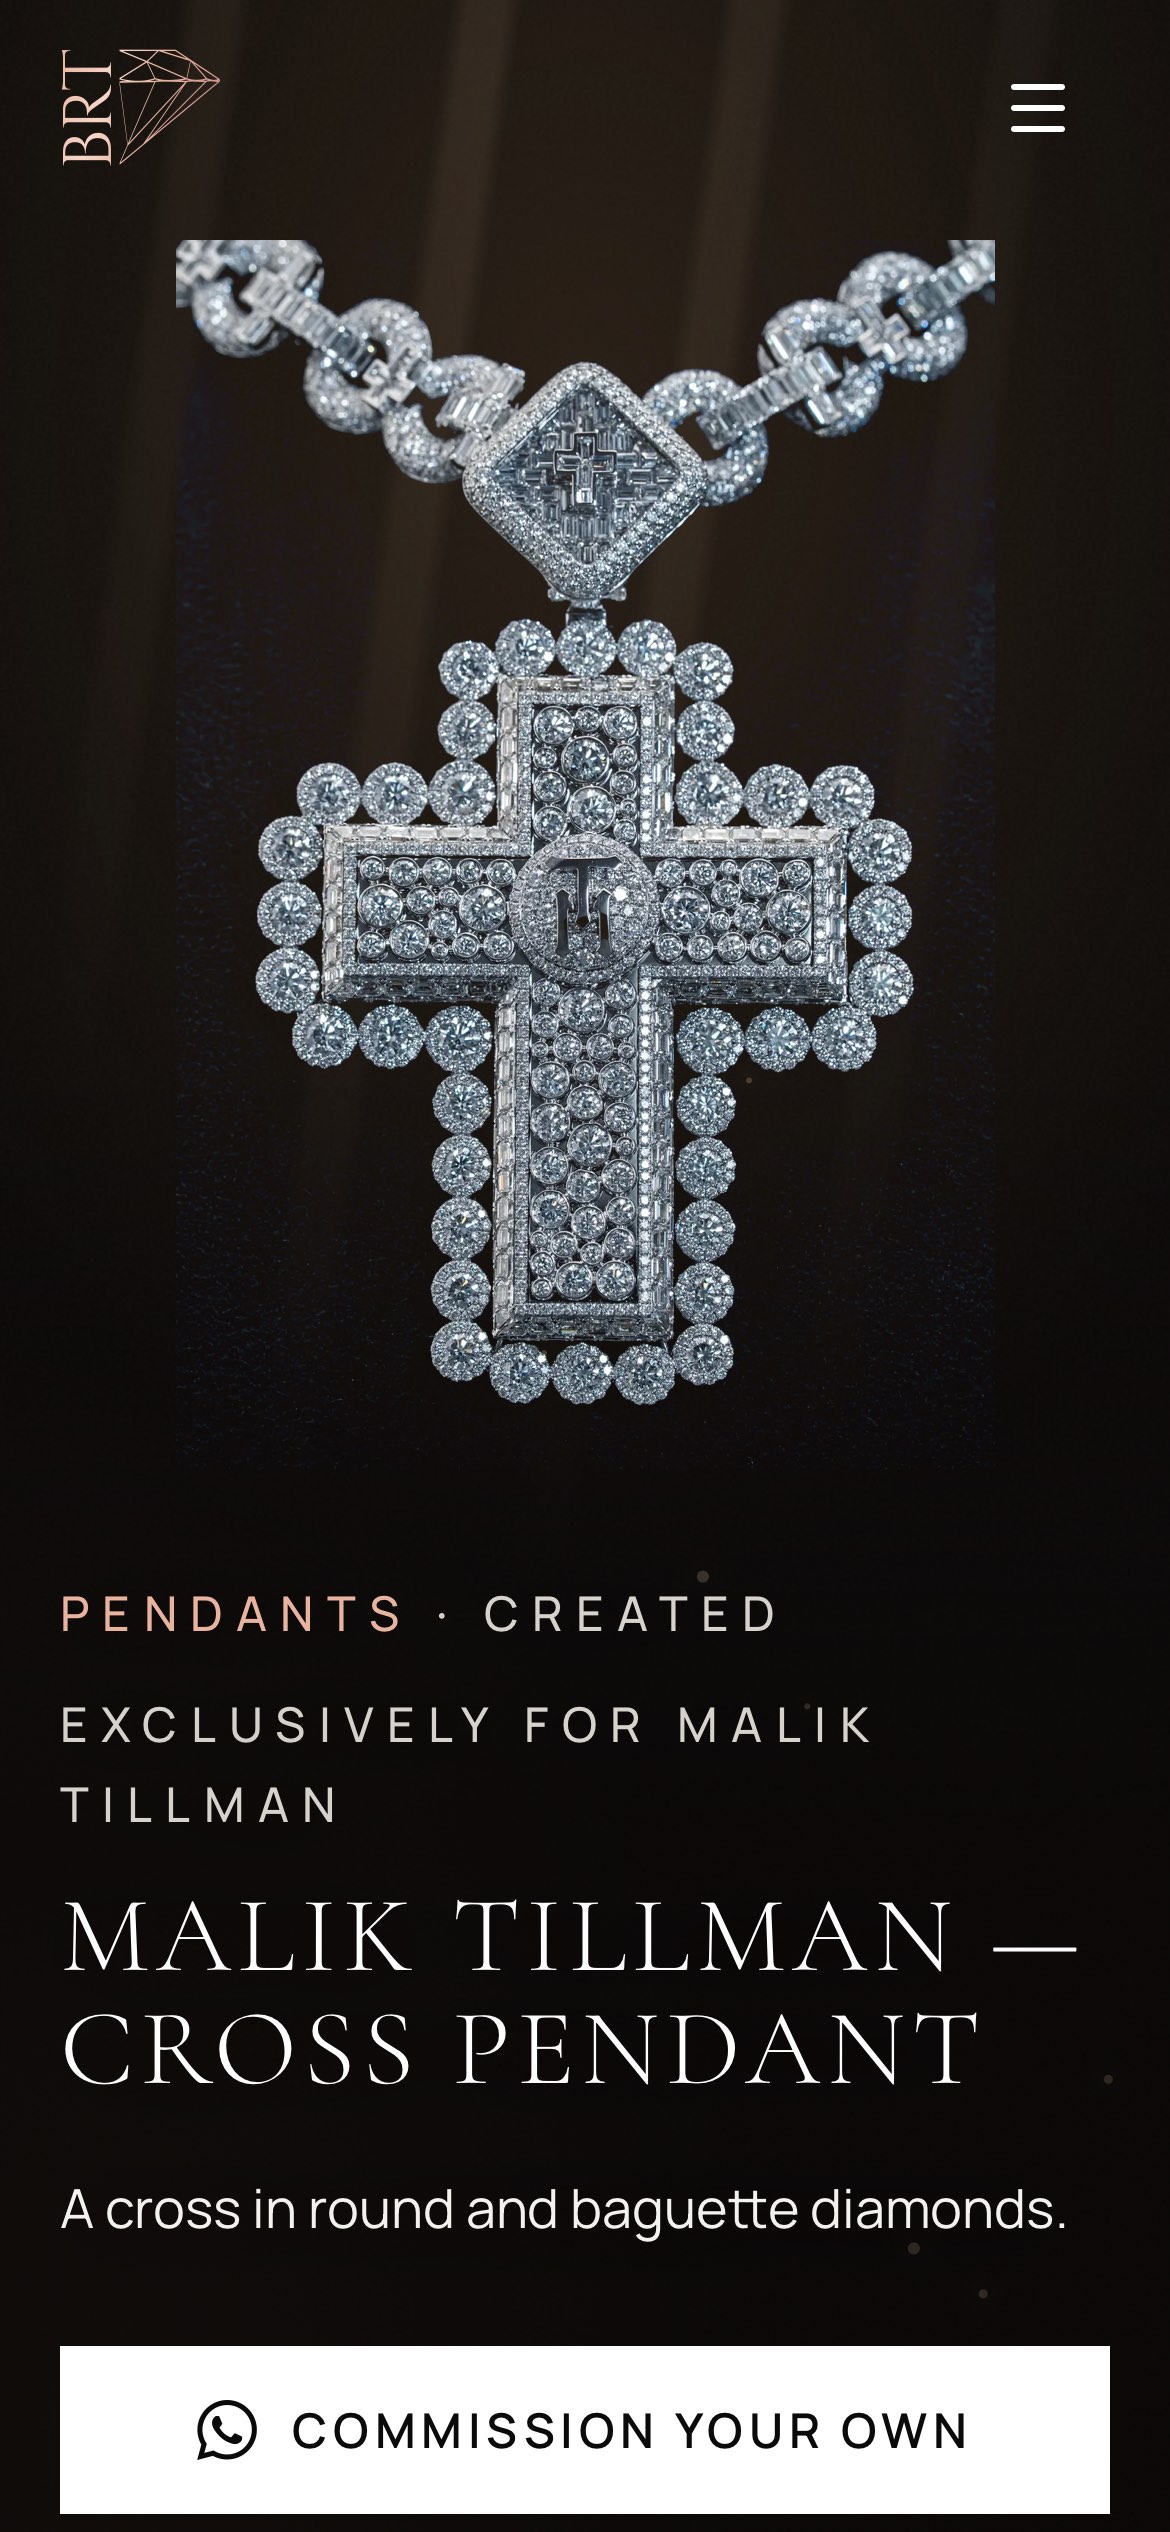 BRT
TM
PENDANTS · CREATED
EXCLUSIVELY FOR MALIK
TILLMAN
MALIK TILLMAN —
CROSS PENDANT
A cross in round and baguette diamonds.
COMMISSION YOUR OWN